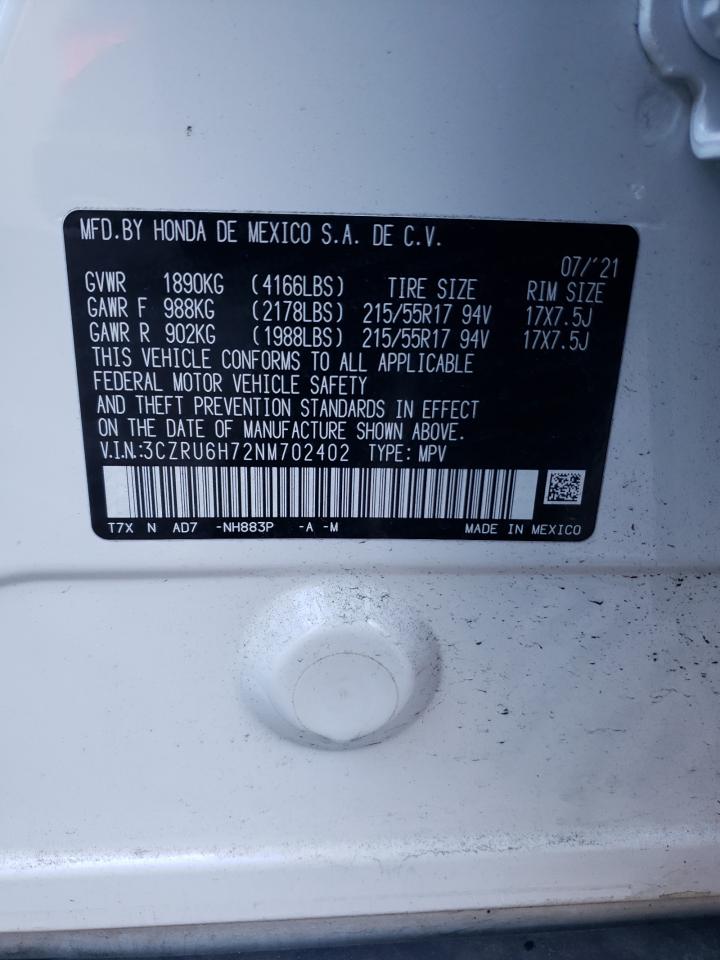 MFD.BY HONDA DE MEXICO S.A. DE C.V.
07/'21
GVWR 1890KG (4166LBS) TIRE SIZE RIM SIZE
GAWR F 988KG (2178LBS) 215/55R17 94V 17X7.5J
GAWR R 902KG (1988LBS) 215/55R17 94V 17X7.5J
THIS VEHICLE CONFORMS TO ALL APPLICABLE
FEDERAL MOTOR VEHICLE SAFETY
AND THEFT PREVENTION STANDARDS IN EFFECT
ON THE DATE OF MANUFACTURE SHOWN ABOVE.
V.I.N.:3CZRU6H72NM702402 TYPE: MPV
T7X N AD7 -NH883P -A -M MADE IN MEXICO